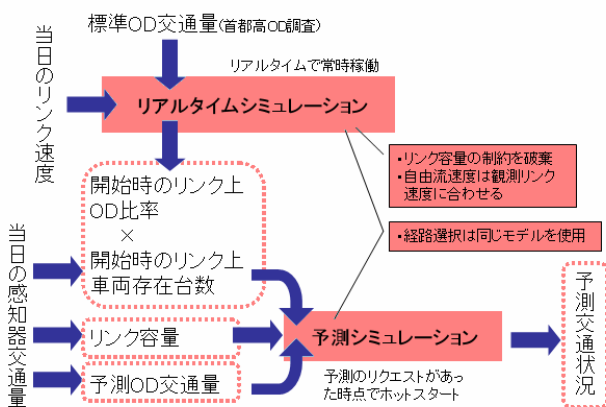 標準OD交通量(首都高OD調査)
当日のリンク速度
リアルタイムで常時稼働
リアルタイムシミュレーション
・リンク容量の制約を破棄
・自由流速度は観測リンク
速度に合わせる
・経路選択は同じモデルを使用
開始時のリンク上
OD比率
×
開始時のリンク上
車両存在台数
当日の感知器交通量
リンク容量
予測OD交通量
予測シミュレーション
予測のリクエストがあっ
た時点でホットスタート
予測交通状況